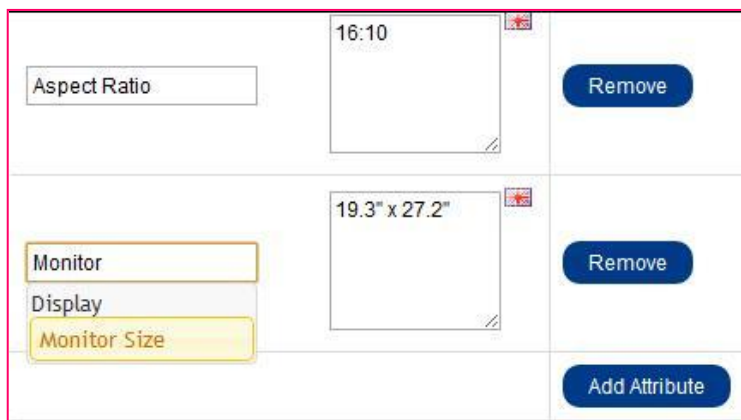 16:10
Aspect Ratio
Remove
19.3" x 27.2"
Monitor
Remove
Display
Monitor Size
Add Attribute